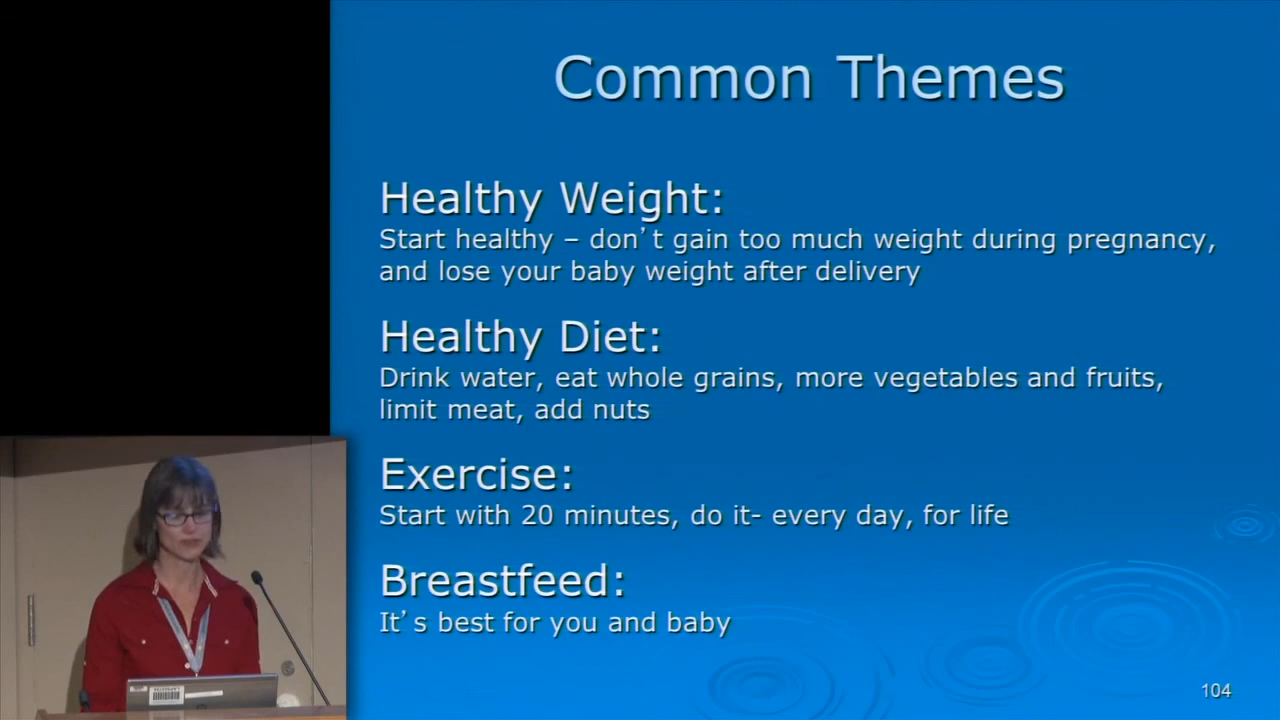 Common Themes
Healthy Weight:
Start healthy – don’t gain too much weight during pregnancy,
and lose your baby weight after delivery
Healthy Diet:
Drink water, eat whole grains, more vegetables and fruits,
limit meat, add nuts
Exercise:
Start with 20 minutes, do it- every day, for life
Breastfeed:
It’s best for you and baby
104